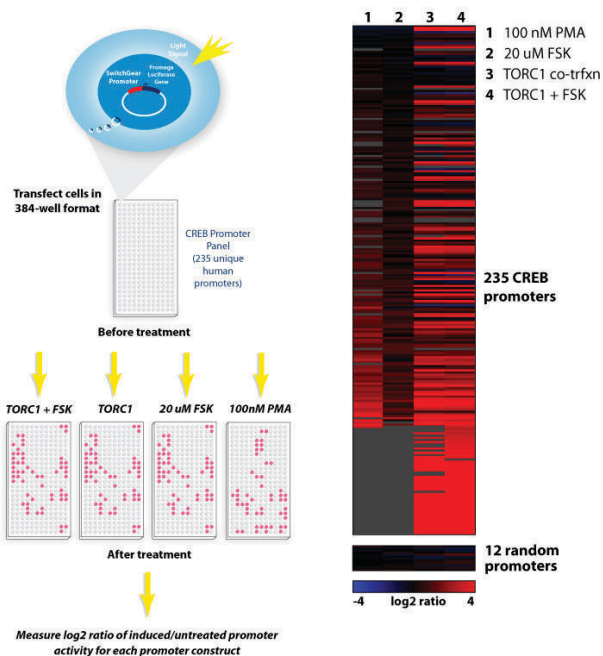 Light
Signal
SwitchGear
Promoter
Promega
Luciferase
Gene
Transfect cells in
384-well format
CREB Promoter
Panel
(235 unique
human
promoters)
Before treatment
TORC1 + FSK
TORC1
20 uM FSK
100nM PMA
After treatment
Measure log2 ratio of induced/untreated promoter
activity for each promoter construct
1 2 3 4
1 100 nM PMA
2 20 uM FSK
3 TORC1 co-trfxn
4 TORC1 + FSK
235 CREB
promoters
12 random
promoters
-4 log2 ratio 4